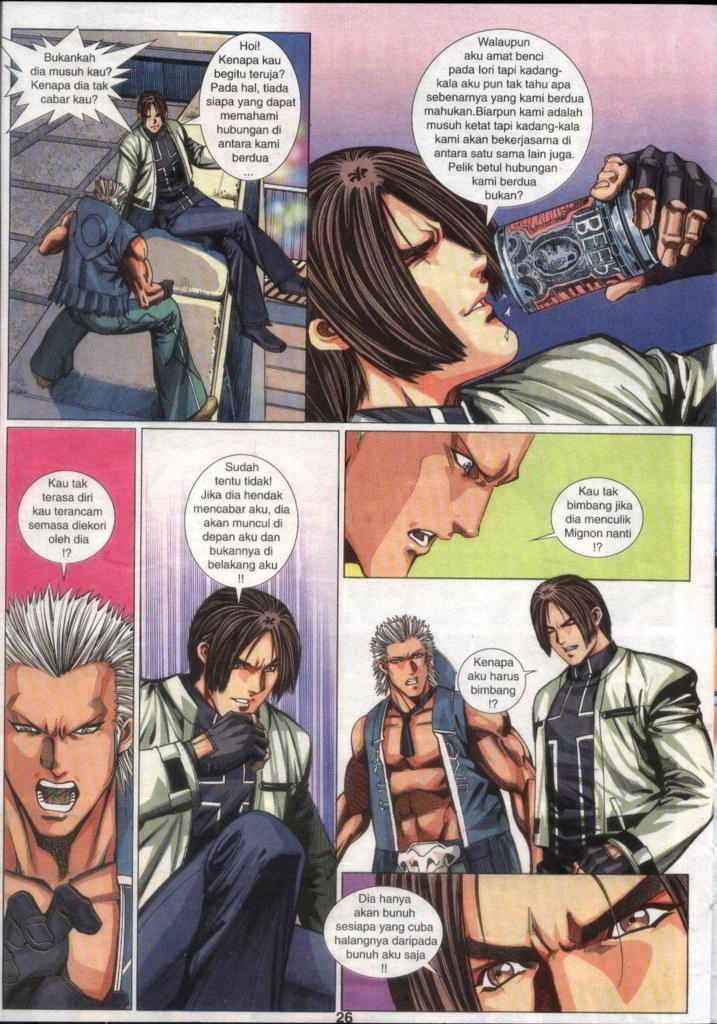 Bukankah
dia musuh kau?
Kenapa dia tak
cabar kau?
Hoi!
Kenapa kau
begitu teruja?
Pada hal, tiada
siapa yang dapat
memahami
hubungan di
antara kami
berdua
...
Walaupun
aku amat benci
pada Iori tapi kadang-
kala aku pun tak tahu apa
sebenarnya yang kami berdua
mahukan.Biarpun kami adalah
musuh ketat tapi kadang-kala
kami akan bekerjasama di
antara satu sama lain juga.
Pelik betul hubungan
kami berdua
bukan?
BEER
Kau tak
terasa diri
kau terancam
semasa diekori
oleh dia
!?
Sudah
tentu tidak!
Jika dia hendak
mencabar aku, dia
akan muncul di
depan aku dan
bukannya di
belakang aku
!!
Kau tak
bimbang jika
dia menculik
Mignon nanti
!?
Kenapa
aku harus
bimbang
!?
Dia hanya
akan bunuh
sesiapa yang cuba
halangnya daripada
bunuh aku saja
!!
26